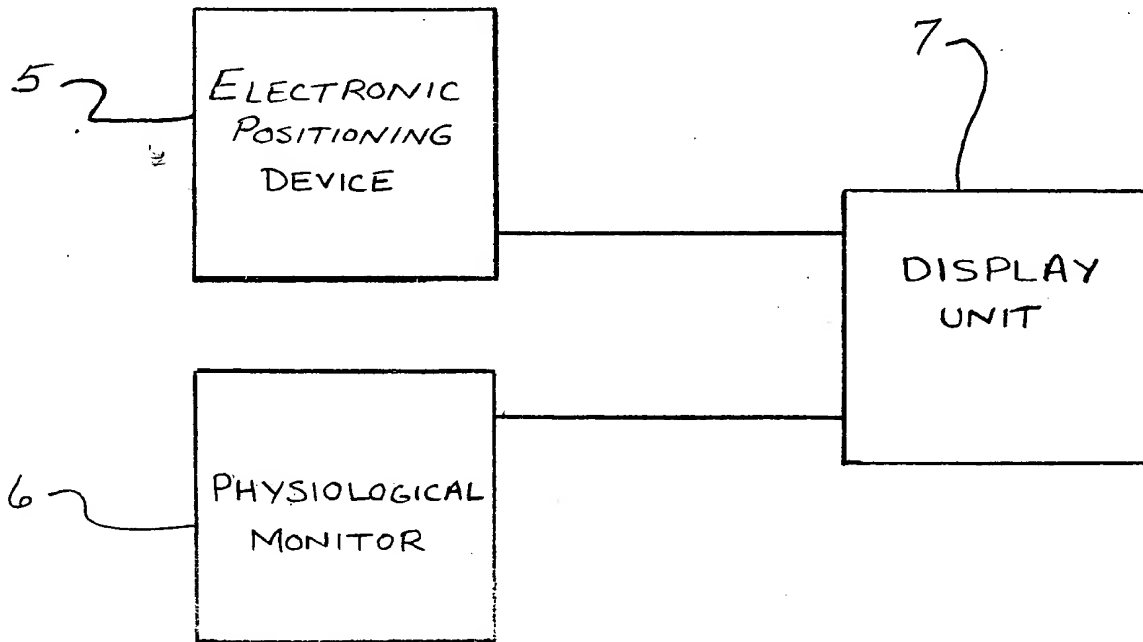 5
ELECTRONIC
POSITIONING
DEVICE
7
DISPLAY
UNIT
6
PHYSIOLOGICAL
MONITOR